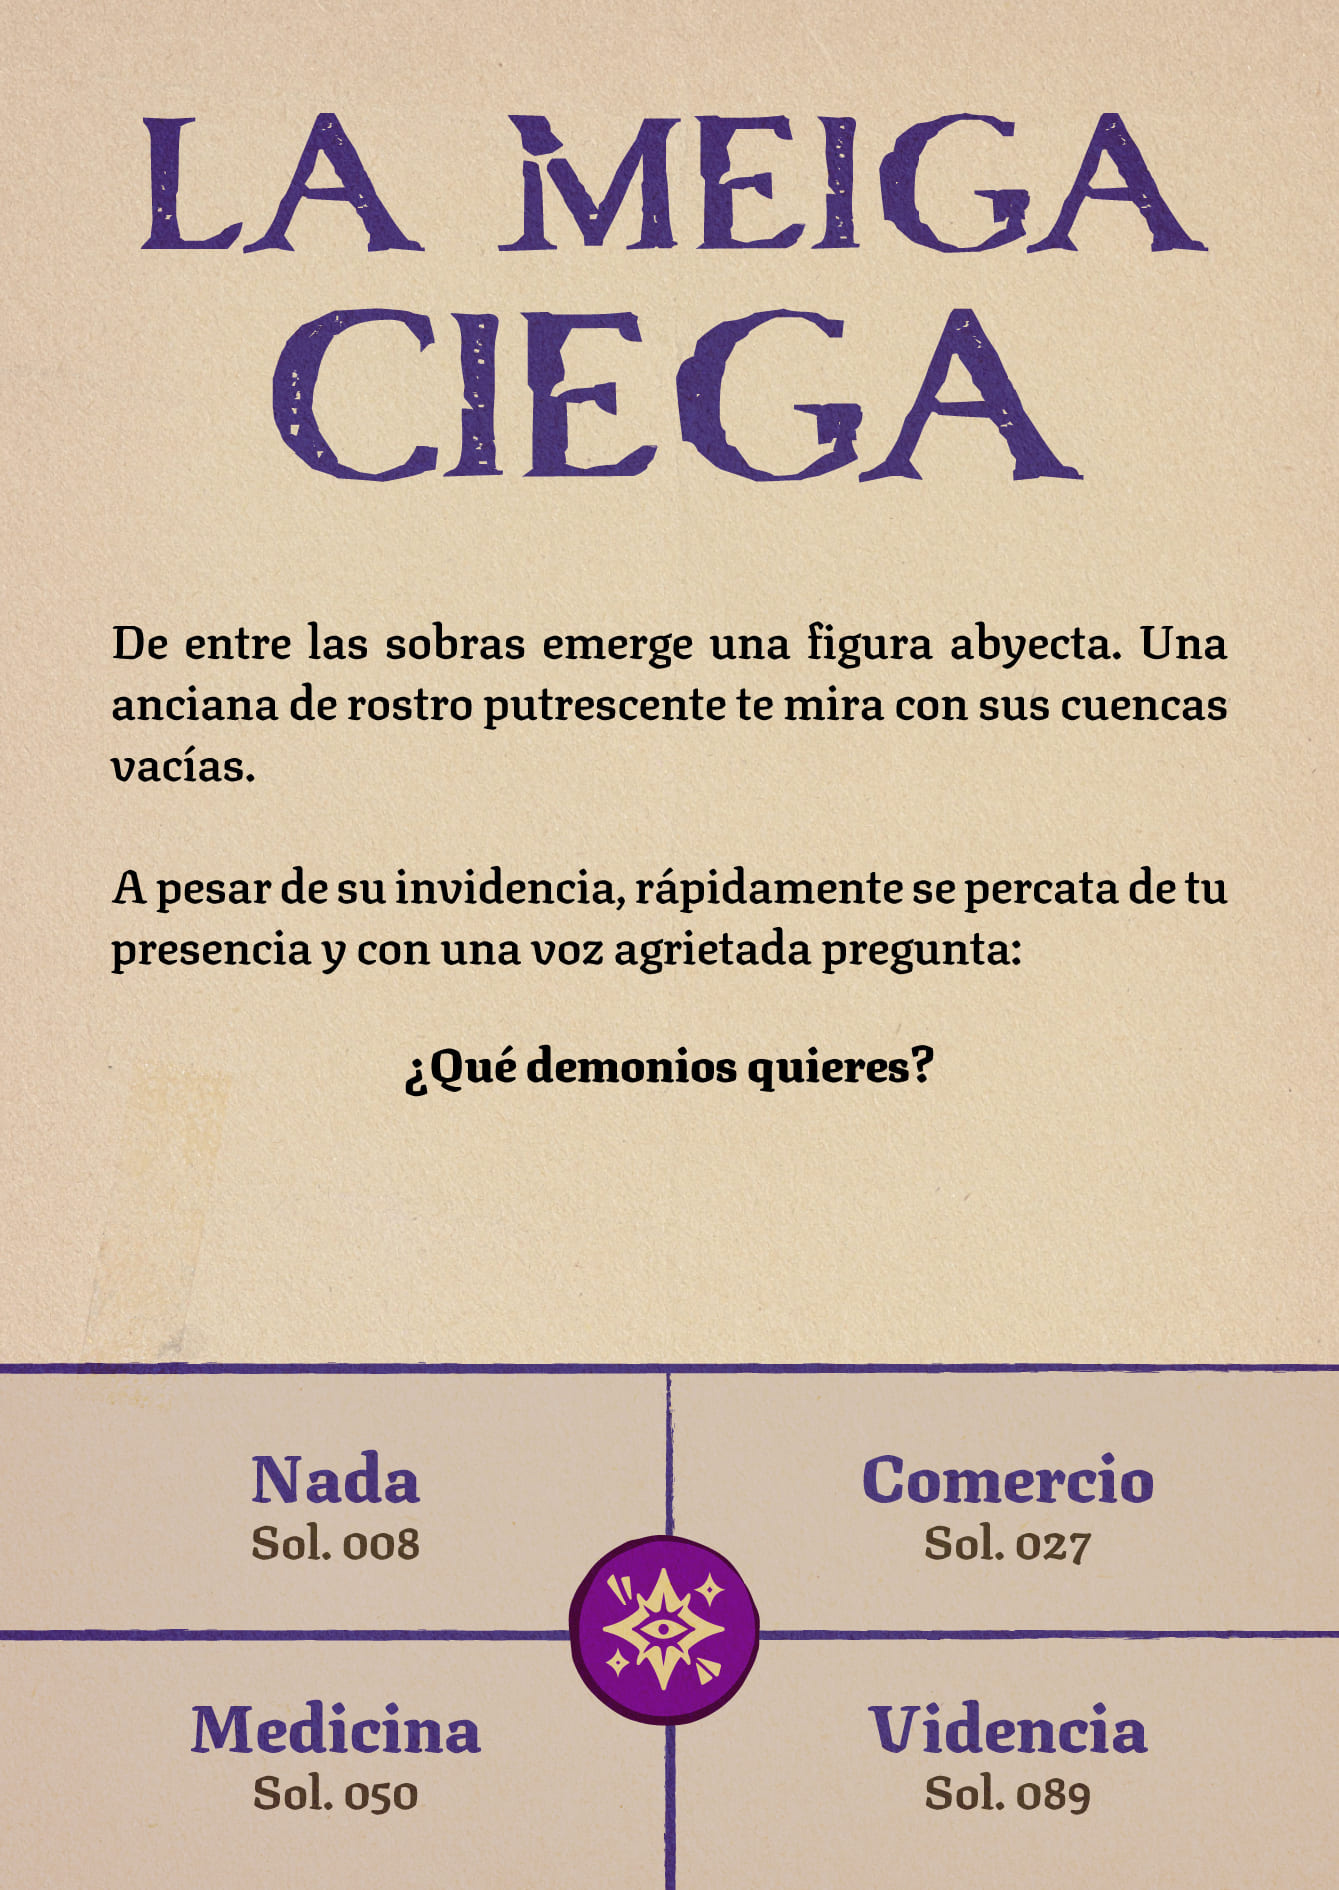 LA MEIGA
CIEGA
De entre las sobras emerge una figura abyecta. Una
anciana de rostro putrescente te mira con sus cuencas
vacías.
A pesar de su invidencia, rápidamente se percata de tu
presencia y con una voz agrietada pregunta:
¿Qué demonios quieres?
Nada
Sol. 008
Comercio
Sol. 027
Medicina
Sol. 050
Videncia
Sol. 089